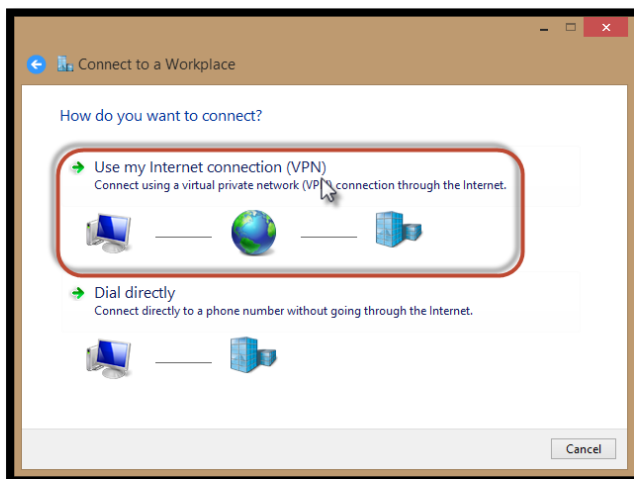 Connect to a Workplace
How do you want to connect?
Use my Internet connection (VPN)
Connect using a virtual private network (VPN) connection through the Internet.
Dial directly
Connect directly to a phone number without going through the Internet.
Cancel